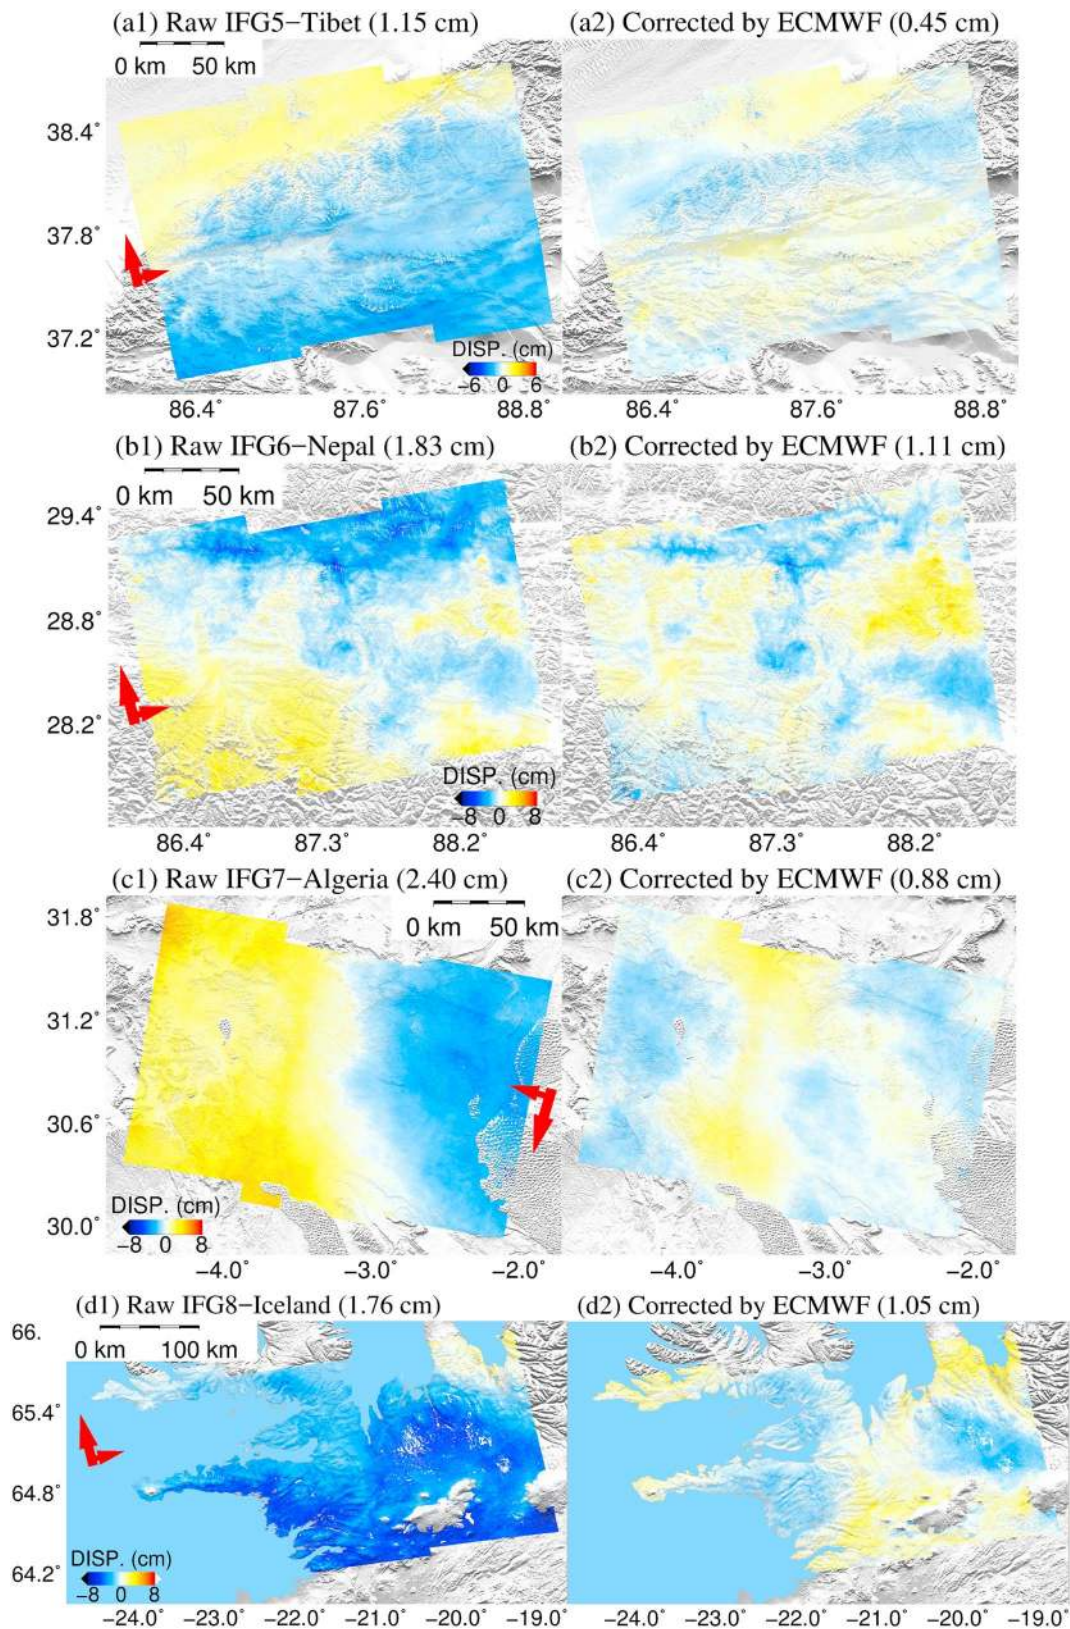 (a1) Raw IFG5−Tibet (1.15 cm) (a2) Corrected by ECMWF (0.45 cm)
0 km 50 km
38.4°
37.8°
37.2°
DISP. (cm)
−6 0 6
86.4° 87.6° 88.8° 86.4° 87.6° 88.8°
(b1) Raw IFG6−Nepal (1.83 cm) (b2) Corrected by ECMWF (1.11 cm)
0 km 50 km
29.4°
28.8°
28.2°
DISP. (cm)
−8 0 8
86.4° 87.3° 88.2° 86.4° 87.3° 88.2°
(c1) Raw IFG7−Algeria (2.40 cm) (c2) Corrected by ECMWF (0.88 cm)
0 km 50 km
31.8°
31.2°
30.6°
30.0°
DISP. (cm)
−8 0 8
−4.0° −3.0° −2.0° −4.0° −3.0° −2.0°
(d1) Raw IFG8−Iceland (1.76 cm) (d2) Corrected by ECMWF (1.05 cm)
66.
0 km 100 km
65.4°
64.8°
64.2°
DISP. (cm)
−8 0 8
−24.0° −23.0° −22.0° −21.0° −20.0° −19.0° −24.0° −23.0° −22.0° −21.0° −20.0° −19.0°